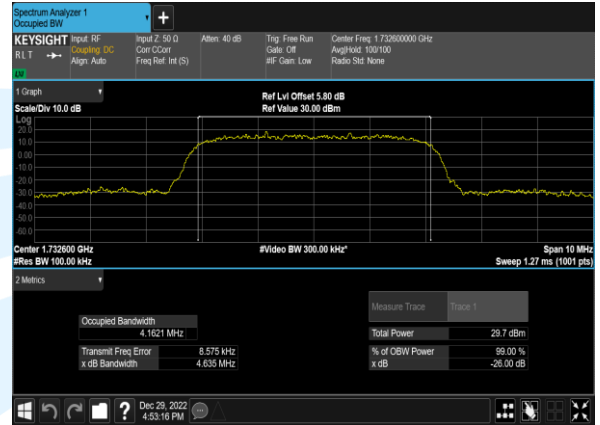 Spectrum Analyzer 1
Occupied BW
KEYSIGHT
RLT
Input: RF
Coupling: DC
Align: Auto
Input Z: 50 Ω
Corr CCorr
Freq Ref: Int (S)
Atten: 40 dB
Trig: Free Run
Gate: Off
#IF Gain: Low
Center Freq: 1.732600000 GHz
Avg|Hold: 100/100
Radio Std: None
1 Graph
Scale/Div 10.0 dB
Ref Lvl Offset 5.80 dB
Ref Value 30.00 dBm
Log
20.0
10.0
0.00
-10.0
-20.0
-30.0
-40.0
-50.0
-60.0
Center 1.732600 GHz
#Res BW 100.00 kHz
#Video BW 300.00 kHz*
Span 10 MHz
Sweep 1.27 ms (1001 pts)
2 Metrics
Measure Trace Trace 1
Occupied Bandwidth
4.1621 MHz
Total Power 29.7 dBm
Transmit Freq Error 8.575 kHz
% of OBW Power 99.00 %
x dB Bandwidth 4.635 MHz
x dB -26.00 dB
Dec 29, 2022
4:53:16 PM